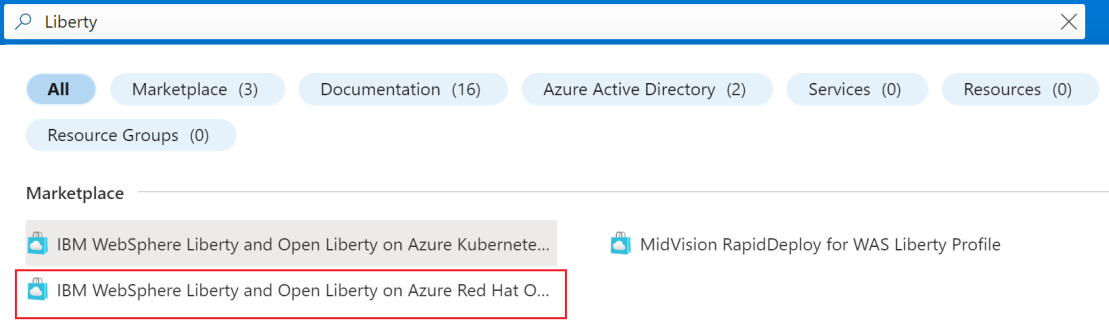 Liberty
All Marketplace (3) Documentation (16) Azure Active Directory (2) Services (0) Resources (0)
Resource Groups (0)
Marketplace
IBM WebSphere Liberty and Open Liberty on Azure Kubernete... MidVision RapidDeploy for WAS Liberty Profile
IBM WebSphere Liberty and Open Liberty on Azure Red Hat O...